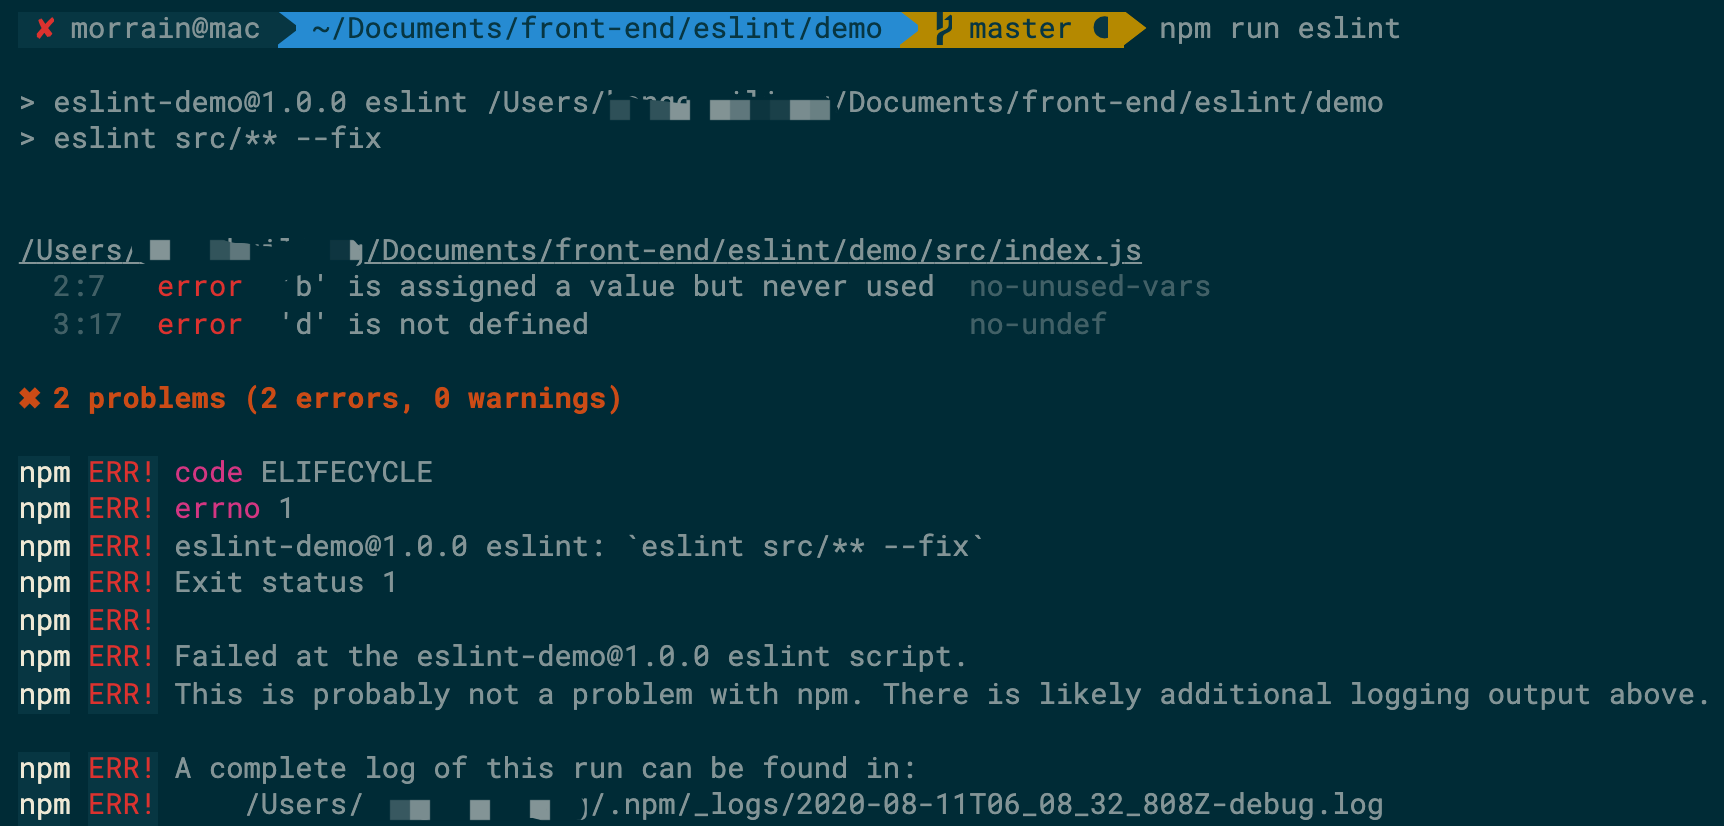 ✘ morrain@mac ~/Documents/front-end/eslint/demo master npm run eslint
> eslint-demo@1.0.0 eslint /Users/ /Documents/front-end/eslint/demo
> eslint src/** --fix
/Users/ /Documents/front-end/eslint/demo/src/index.js
2:7 error 'b' is assigned a value but never used no-unused-vars
3:17 error 'd' is not defined no-undef
✖ 2 problems (2 errors, 0 warnings)
npm ERR! code ELIFECYCLE
npm ERR! errno 1
npm ERR! eslint-demo@1.0.0 eslint: `eslint src/** --fix`
npm ERR! Exit status 1
npm ERR!
npm ERR! Failed at the eslint-demo@1.0.0 eslint script.
npm ERR! This is probably not a problem with npm. There is likely additional logging output above.
npm ERR! A complete log of this run can be found in:
npm ERR! /Users/ /.npm/_logs/2020-08-11T06_08_32_808Z-debug.log